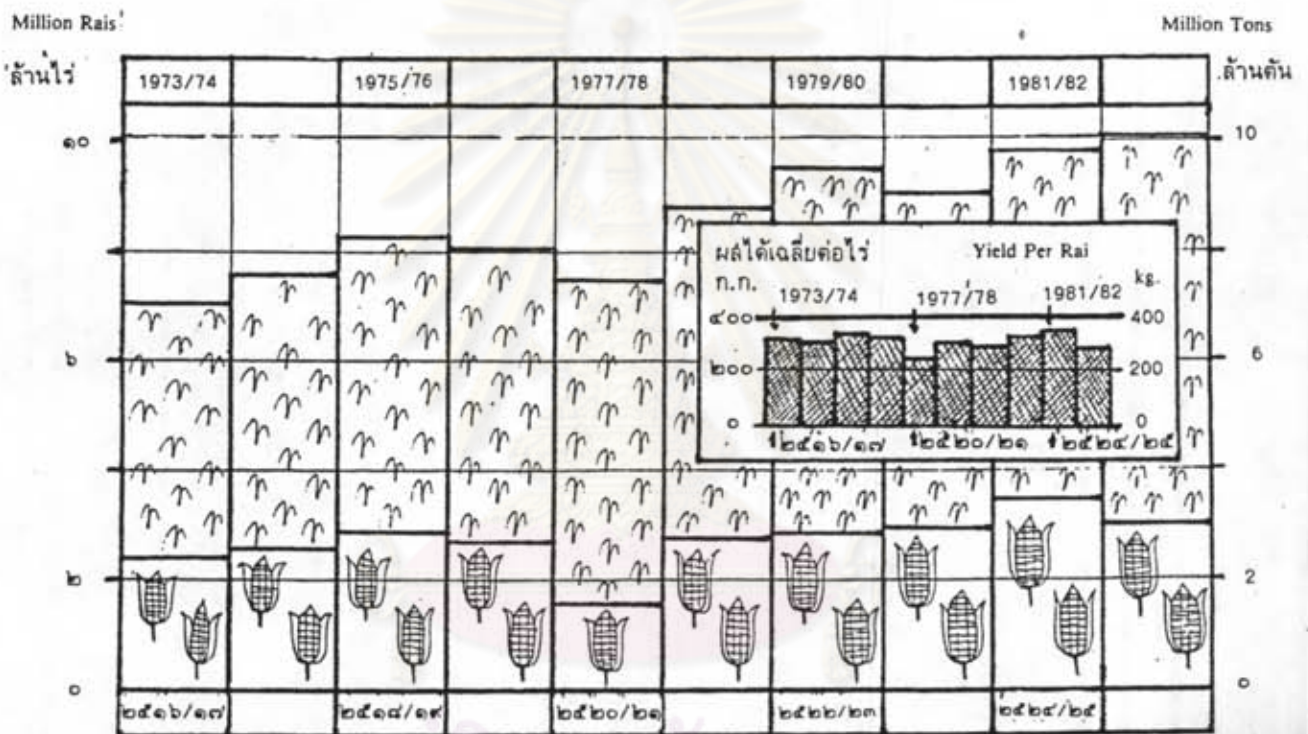 Million Rais Million Tons
ล้านไร่ ล้านตัน
1973/74 1975/76 1977/78 1979/80 1981/82
๑๐ 10
ผลได้เฉลี่ยต่อไร่ Yield Per Rai
ก.ก. 1973/74 1977/78 1981/82 kg.
๔๐๐ 400
๖ 6
๒๐๐ 200
๐ 0
๒๕๑๖/๑๗ ๒๕๒๐/๒๑ ๒๕๒๔/๒๕
๒ 2
๐ 0
๒๕๑๖/๑๗ ๒๕๑๘/๑๙ ๒๕๒๐/๒๑ ๒๕๒๒/๒๓ ๒๕๒๔/๒๕